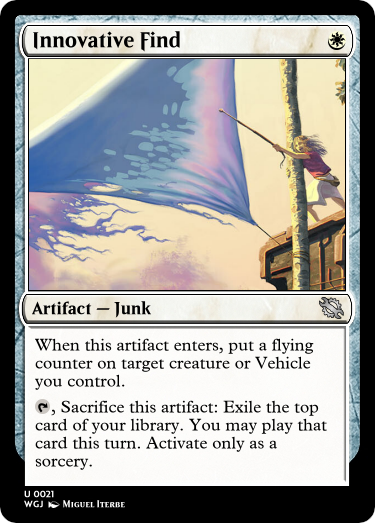 Innovative Find
Artifact — Junk
When this artifact enters, put a flying
counter on target creature or Vehicle
you control.
, Sacrifice this artifact: Exile the top
card of your library. You may play that
card this turn. Activate only as a
sorcery.
U 0021
WGJ Miguel Iterbe